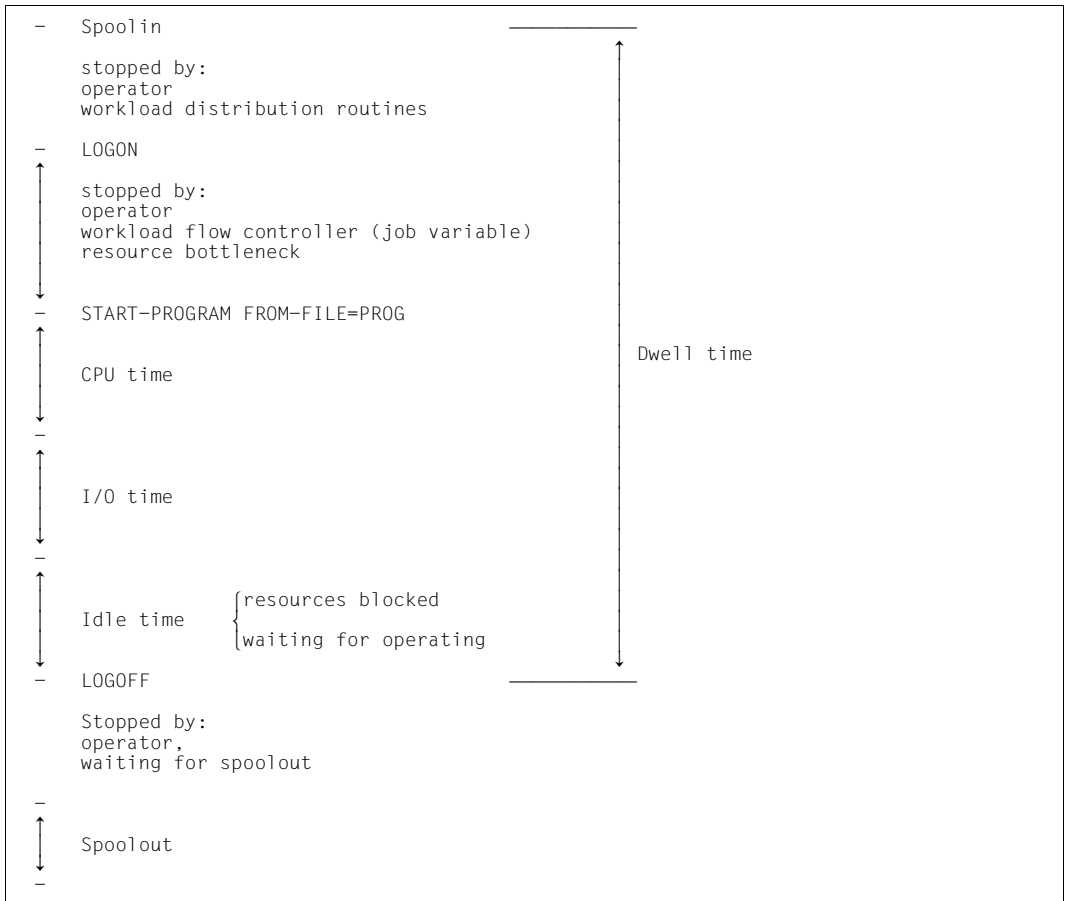 – Spoolin
stopped by:
operator
workload distribution routines
– LOGON
stopped by:
operator
workload flow controller (job variable)
resource bottleneck
– START-PROGRAM FROM-FILE=PROG
Dwell time
CPU time
–
I/O time
–
resources blocked
Idle time
waiting for operating
– LOGOFF
Stopped by:
operator,
waiting for spoolout
–
Spoolout
–